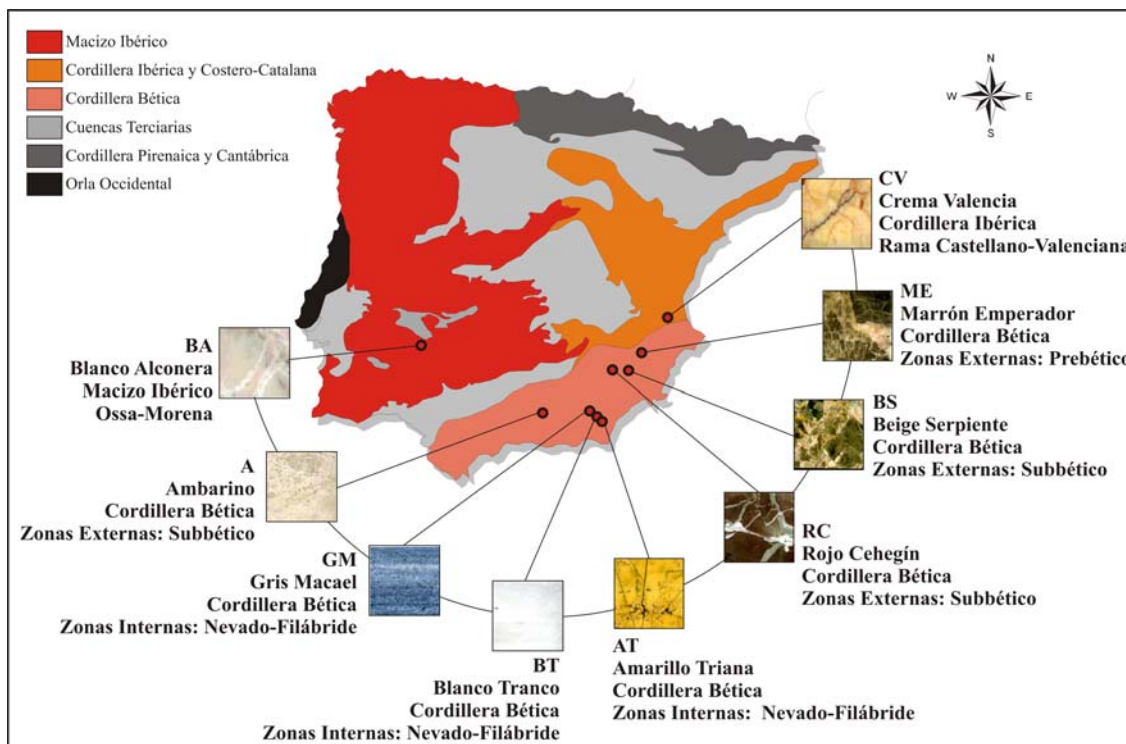 Macizo Ibérico
Cordillera Ibérica y Costero-Catalana
Cordillera Bética
Cuencas Terciarias
Cordillera Pirenaica y Cantábrica
Orla Occidental
N
W
E
S
CV
Crema Valencia
Cordillera Ibérica
Rama Castellano-Valenciana
ME
Marrón Emperador
Cordillera Bética
Zonas Externas: Prebético
BS
Beige Serpiente
Cordillera Bética
Zonas Externas: Subbético
RC
Rojo Cehegín
Cordillera Bética
Zonas Externas: Subbético
AT
Amarillo Triana
Cordillera Bética
Zonas Internas: Nevado-Filábride
BT
Blanco Tranco
Cordillera Bética
Zonas Internas: Nevado-Filábride
GM
Gris Macael
Cordillera Bética
Zonas Internas: Nevado-Filábride
A
Ambarino
Cordillera Bética
Zonas Externas: Subbético
BA
Blanco Alconera
Macizo Ibérico
Ossa-Morena